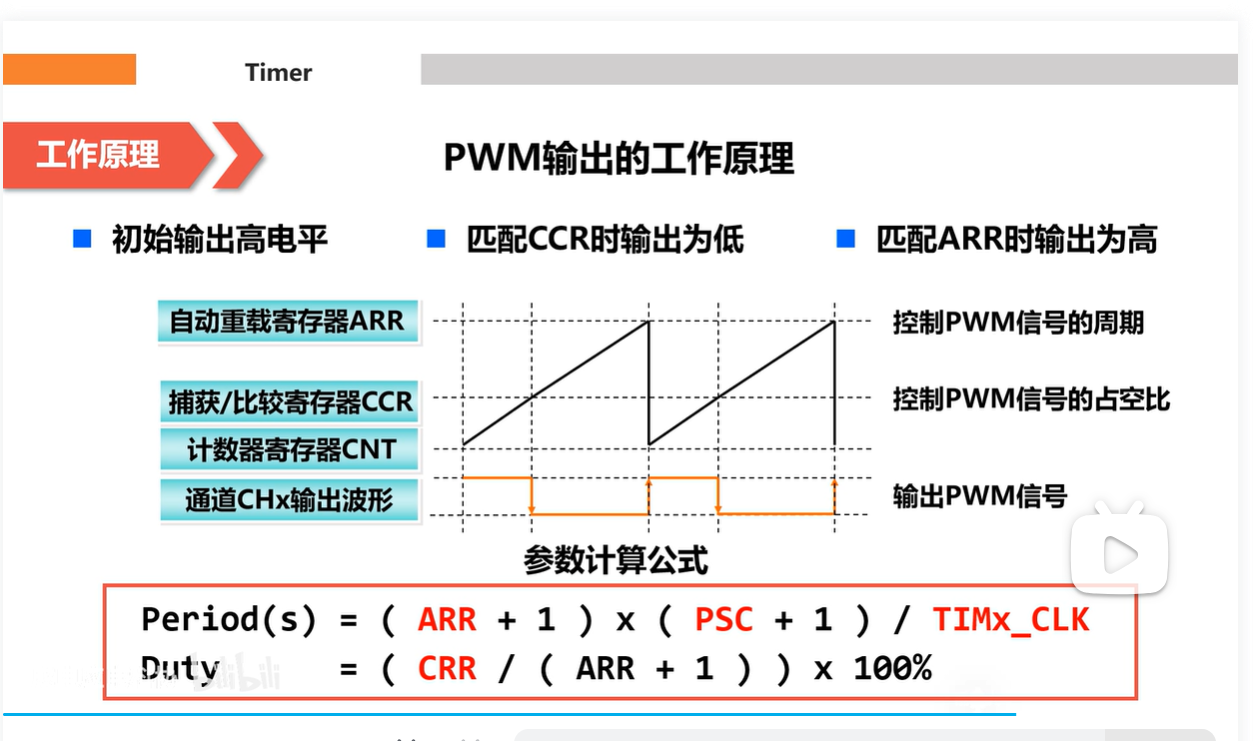 Timer
工作原理
PWM输出的工作原理
初始输出高电平
匹配CCR时输出为低
匹配ARR时输出为高
自动重载寄存器ARR
控制PWM信号的周期
捕获/比较寄存器CCR
控制PWM信号的占空比
计数器寄存器CNT
通道CHx输出波形
输出PWM信号
参数计算公式
Period(s) = ( ARR + 1 ) x ( PSC + 1 ) / TIMx_CLK
Duty = ( CRR / ( ARR + 1 ) ) x 100%
bilibili